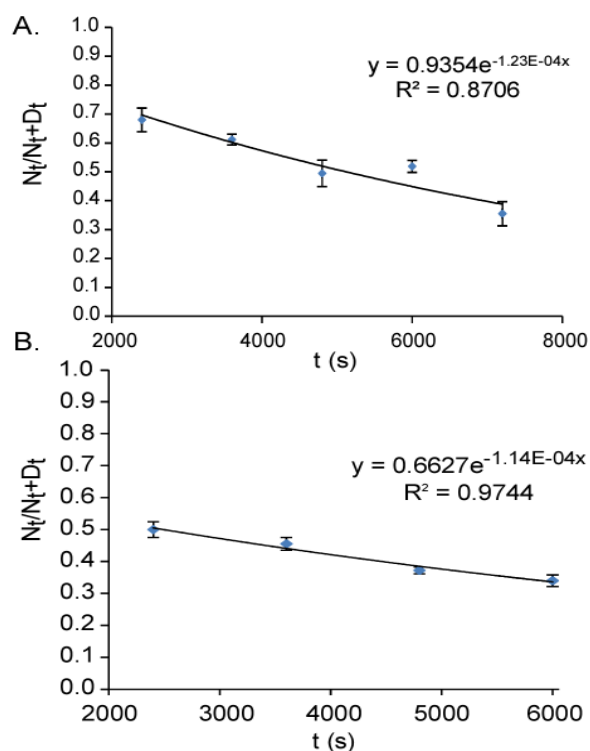 A.
1.0
0.9
0.8
0.7
0.6
0.5
0.4
0.3
0.2
0.1
0.0
Nt/Nt+Dt
y = 0.9354e^-1.23E-04x
R² = 0.8706
2000 4000 6000 8000
t (s)
B.
1.0
0.9
0.8
0.7
0.6
0.5
0.4
0.3
0.2
0.1
0.0
Nt/Nt+Dt
y = 0.6627e^-1.14E-04x
R² = 0.9744
2000 3000 4000 5000 6000
t (s)